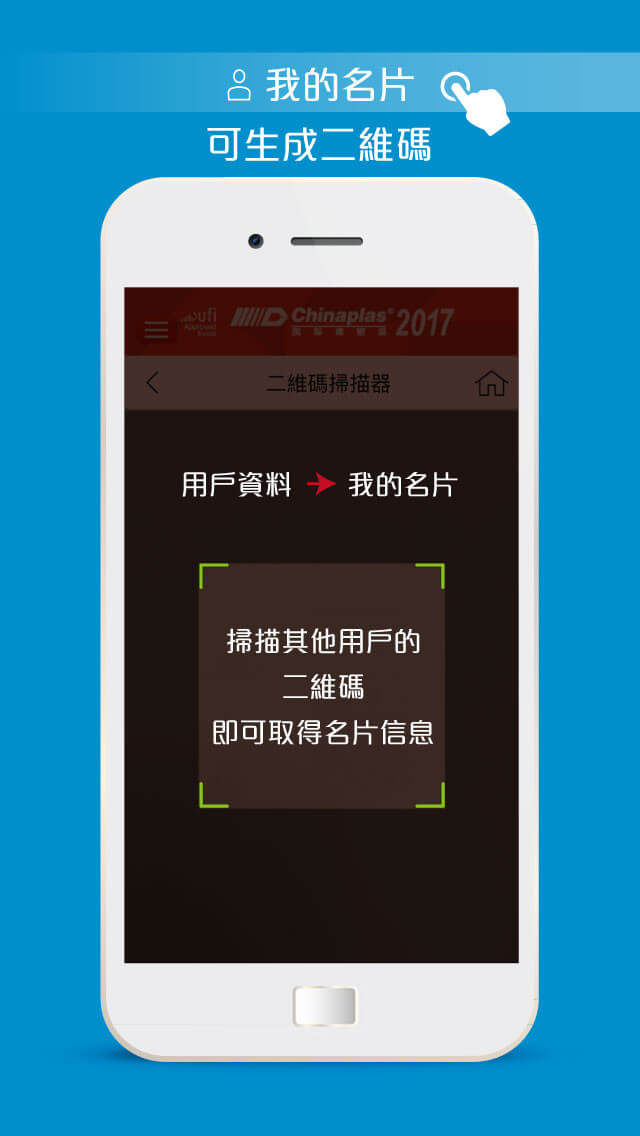 我的名片
可生成二維碼
ufi
Approved
Event
Chinaplas® 2017
二維碼掃描器
用戶資料
我的名片
掃描其他用戶的
二維碼
即可取得名片信息